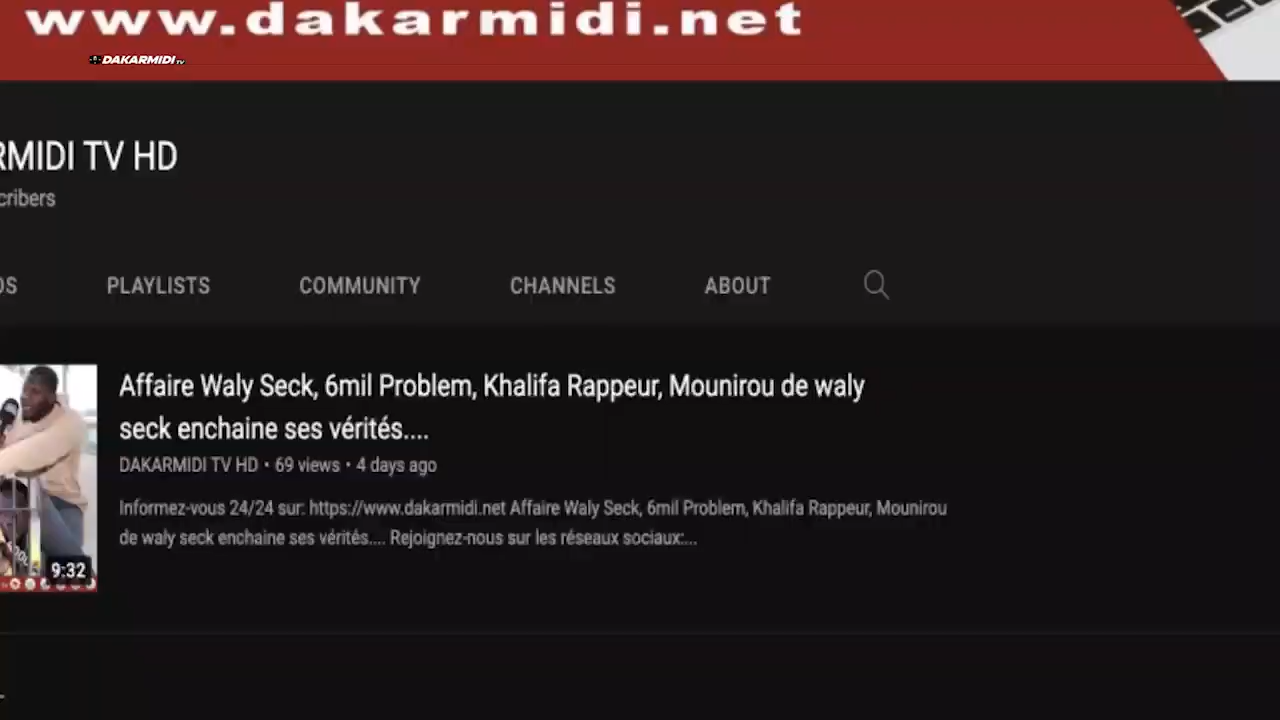 www.dakarmidi.net
DAKARMIDI TV
RMIDI TV HD
cribers
OS
PLAYLISTS
COMMUNITY
CHANNELS
ABOUT
Affaire Waly Seck, 6mil Problem, Khalifa Rappeur, Mounirou de waly
seck enchaine ses vérités....
DAKARMIDI TV HD • 69 views • 4 days ago
Informez-vous 24/24 sur: https://www.dakarmidi.net Affaire Waly Seck, 6mil Problem, Khalifa Rappeur, Mounirou
de waly seck enchaine ses vérités.... Rejoignez-nous sur les réseaux sociaux:...
9:32